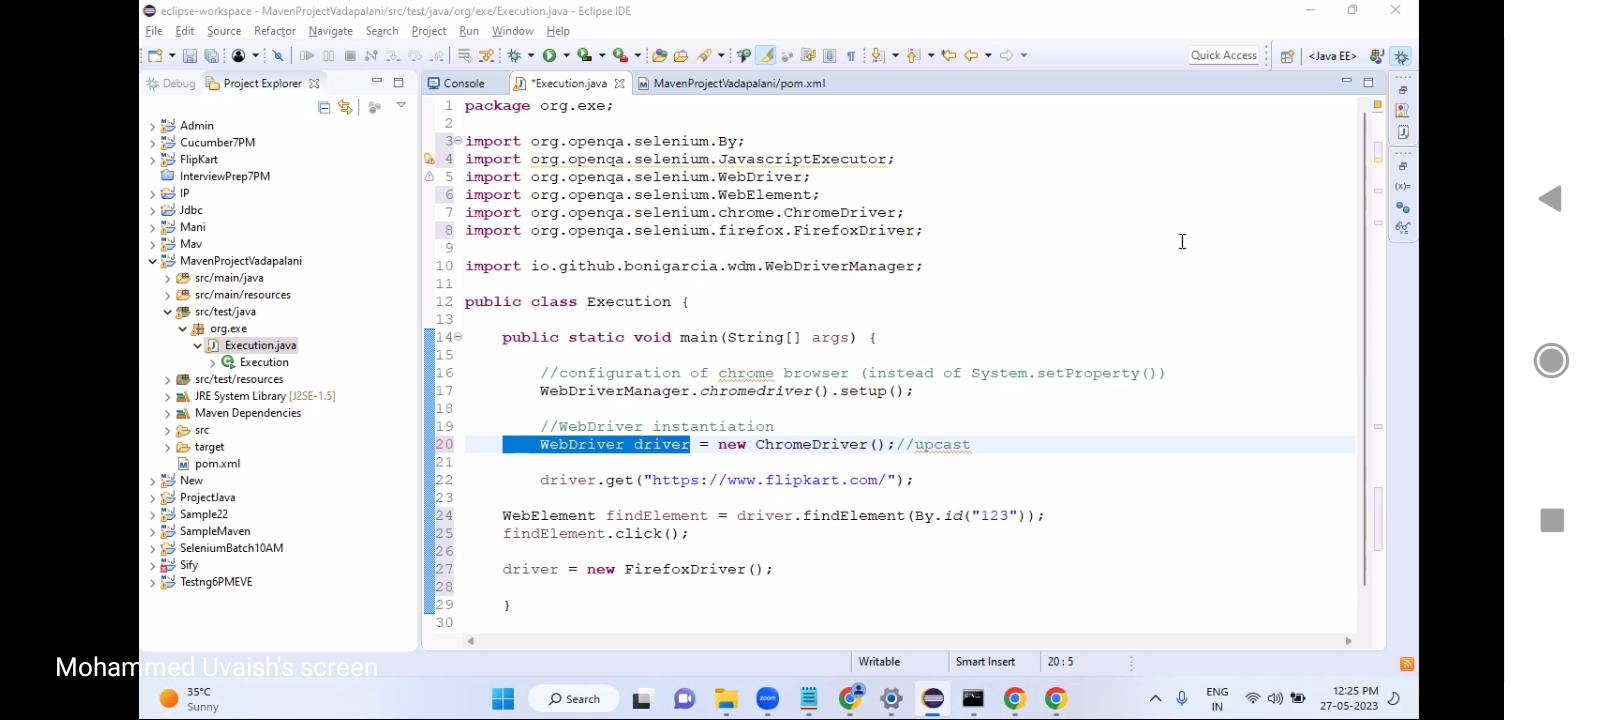 eclipse-workspace - MavenProjectVadapalani/src/test/java/org/exe/Execution.java - Eclipse IDE
File Edit Source Refactor Navigate Search Project Run Window Help
Quick Access
<Java EE>
Debug Project Explorer
Console *Execution.java MavenProjectVadapalani/pom.xml
Admin
Cucumber7PM
FlipKart
InterviewPrep7PM
IP
Jdbc
Mani
Mav
MavenProjectVadapalani
src/main/java
src/main/resources
src/test/java
org.exe
Execution.java
Execution
src/test/resources
JRE System Library [J2SE-1.5]
Maven Dependencies
src
target
pom.xml
New
ProjectJava
Sample22
SampleMaven
SeleniumBatch10AM
Sify
Testng6PMEVE
1 package org.exe;
2
3 import org.openqa.selenium.By;
4 import org.openqa.selenium.JavascriptExecutor;
5 import org.openqa.selenium.WebDriver;
6 import org.openqa.selenium.WebElement;
7 import org.openqa.selenium.chrome.ChromeDriver;
8 import org.openqa.selenium.firefox.FirefoxDriver;
9
10 import io.github.bonigarcia.wdm.WebDriverManager;
11
12 public class Execution {
13
14 public static void main(String[] args) {
15
16 //configuration of chrome browser (instead of System.setProperty())
17 WebDriverManager.chromedriver().setup();
18
19 //WebDriver instantiation
20 WebDriver driver = new ChromeDriver();//upcast
21
22 driver.get("https://www.flipkart.com/");
23
24 WebElement findElement = driver.findElement(By.id("123"));
25 findElement.click();
26
27 driver = new FirefoxDriver();
28
29 }
30
(x)=
Writable Smart Insert 20 : 5
Mohammed Uvaish's screen
35°C
Sunny
Search
zoom
ENG
IN
12:25 PM
27-05-2023